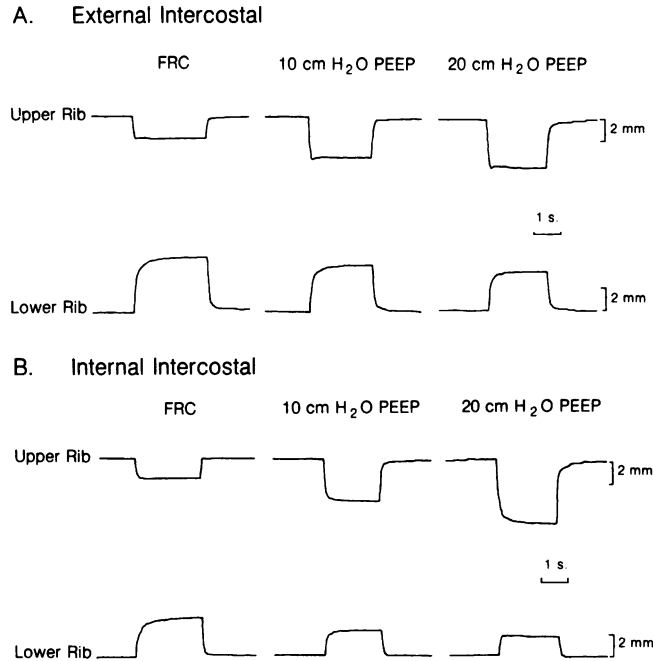 A. External Intercostal
FRC 10 cm H₂O PEEP 20 cm H₂O PEEP
Upper Rib
2 mm
1 s.
Lower Rib
2 mm
B. Internal Intercostal
FRC 10 cm H₂O PEEP 20 cm H₂O PEEP
Upper Rib
2 mm
1 s.
Lower Rib
2 mm